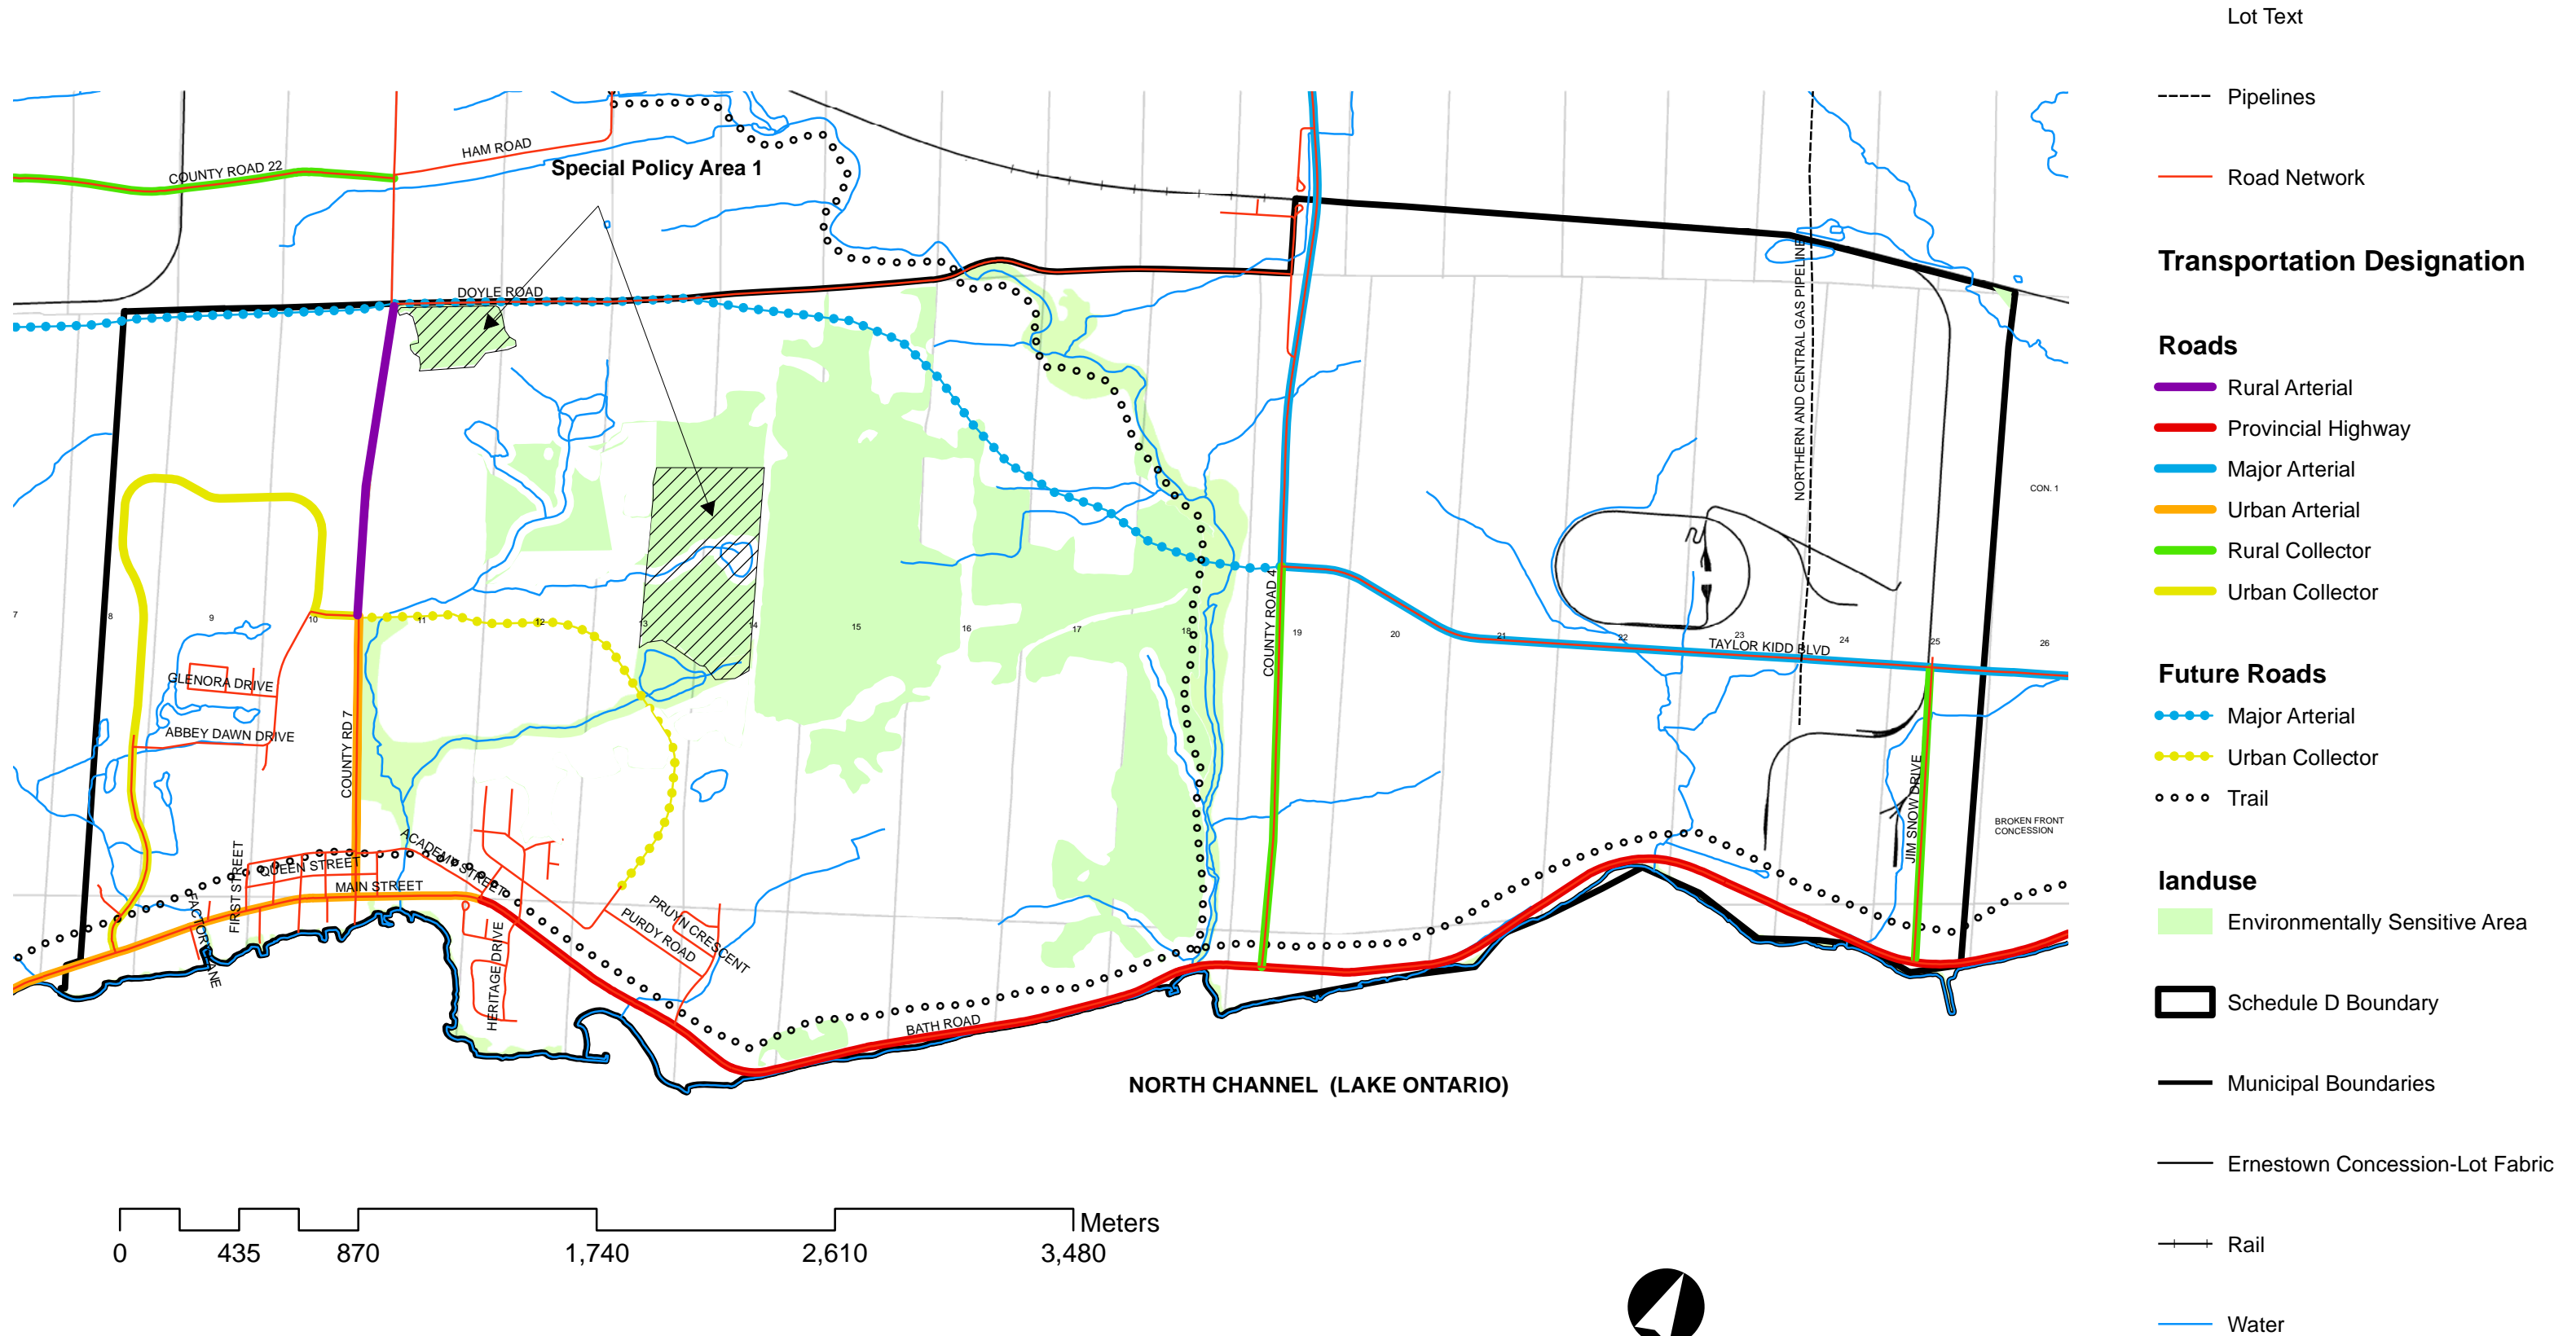 Lot Text
Pipelines
Road Network
Transportation Designation
Roads
Rural Arterial
Provincial Highway
Major Arterial
Urban Arterial
Rural Collector
Urban Collector
Future Roads
Major Arterial
Urban Collector
Trail
landuse
Environmentally Sensitive Area
Schedule D Boundary
Municipal Boundaries
Ernestown Concession-Lot Fabric
Rail
Water
COUNTY ROAD 22
HAM ROAD
Special Policy Area 1
DOYLE ROAD
NORTHERN AND CENTRAL GAS PIPELINE
CON. 1
7
8
9
10
11
12
13
14
15
16
17
18
19
20
21
22
23
24
25
26
COUNTY ROAD 4
TAYLOR KIDD BLVD
GLENORA DRIVE
ABBEY DAWN DRIVE
COUNTY RD 7
JIM SNOW DRIVE
BROKEN FRONT
CONCESSION
FIRST STREET
QUEEN STREET
ACADEMY STREET
MAIN STREET
FACTORY LANE
HERITAGE DRIVE
PRUYN CRESCENT
PURDY ROAD
BATH ROAD
NORTH CHANNEL (LAKE ONTARIO)
Meters
0
435
870
1,740
2,610
3,480